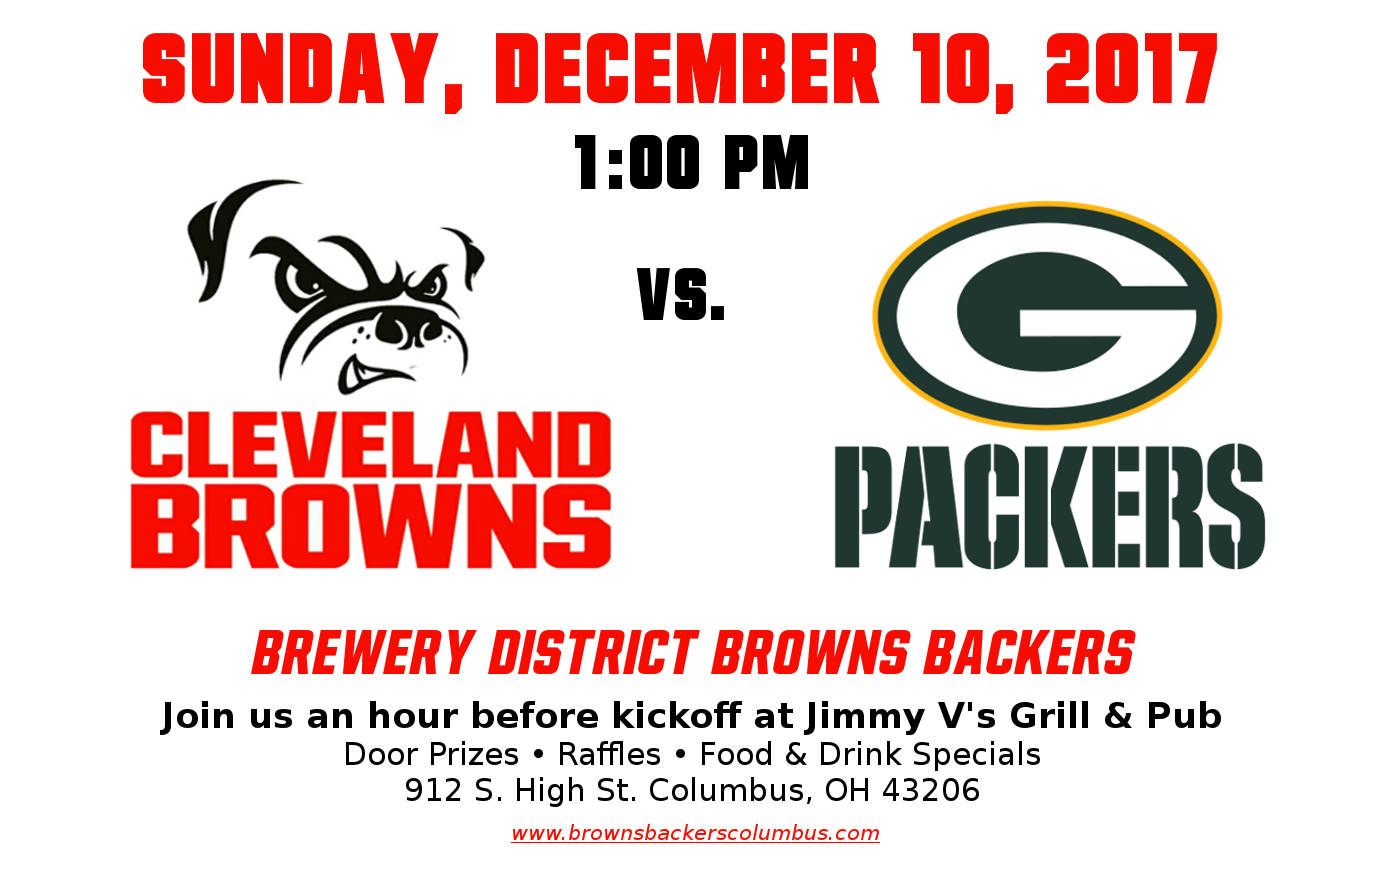 SUNDAY, DECEMBER 10, 2017
1:00 PM
VS.
G
CLEVELAND
BROWNS
PACKERS
BREWERY DISTRICT BROWNS BACKERS
Join us an hour before kickoff at Jimmy V's Grill & Pub
Door Prizes • Raffles • Food & Drink Specials
912 S. High St. Columbus, OH 43206
www.brownsbackerscolumbus.com